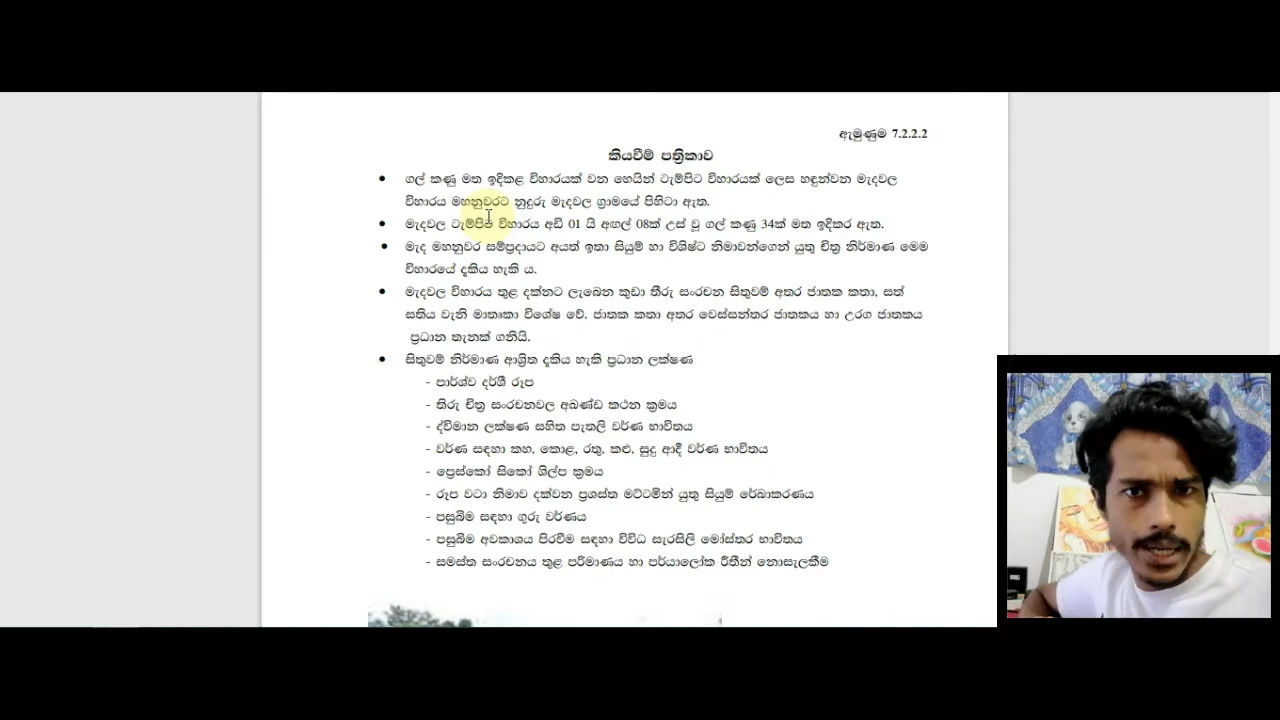 ඇමුණුම 7.2.2.2
කියවීම් පත්‍රිකාව
• ගල් කණු මත ඉදිකළ විහාරයක් වන හෙයින් ටැම්පිට විහාරයක් ලෙස හඳුන්වන මැදවල
විහාරය මහනුවරට නුදුරු මැදවල ග්‍රාමයේ පිහිටා ඇත.
• මැදවල ටැම්පිට විහාරය අඩි 01 යි අඟල් 08ක් උස් වූ ගල් කණු 34ක් මත ඉදිකර ඇත.
• මැද මහනුවර සම්ප්‍රදායට අයත් ඉතා සියුම් හා විශිෂ්ට නිමාවන්ගෙන් යුතු චිත්‍ර නිර්මාණ මෙම
විහාරයේ දැකිය හැකි ය.
• මැදවල විහාරය තුළ දක්නට ලැබෙන කුඩා තීරු සංරචන සිතුවම් අතර ජාතක කතා, සත්
සතිය වැනි මාතෘකා විශේෂ වේ. ජාතක කතා අතර වෙස්සන්තර ජාතකය හා උරග ජාතකය
ප්‍රධාන තැනක් ගනියි.
• සිතුවම් නිර්මාණ ආශ්‍රිත දැකිය හැකි ප්‍රධාන ලක්ෂණ
- පාර්ශ්ව දර්ශී රූප
- තිරු චිත්‍ර සංරචනවල අඛණ්ඩ කථන ක්‍රමය
- ද්විමාන ලක්ෂණ සහිත පැතලි වර්ණ භාවිතය
- වර්ණ සඳහා කහ, කොළ, රතු, කළු, සුදු ආදී වර්ණ භාවිතය
- ප්‍රෙස්කෝ සිකෝ ශිල්ප ක්‍රමය
- රූප වටා නිමාව දක්වන ප්‍රශස්ත මට්ටමින් යුතු සියුම් රේඛාකරණය
- පසුබිම සඳහා ගුරු වර්ණය
- පසුබිම අවකාශය පිරවීම සඳහා විවිධ සැරසිලි මෝස්තර භාවිතය
- සමස්ත සංරචනය තුළ පරිමාණය හා පර්යාලෝක රීතීන් නොසැලකීම